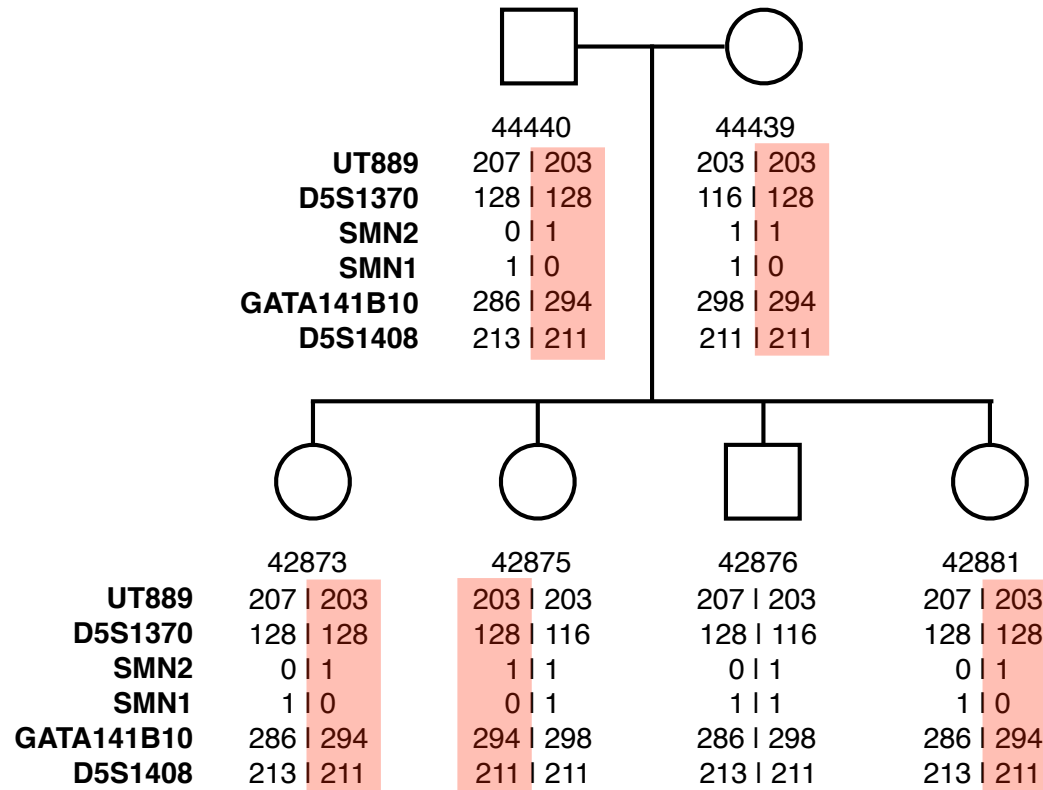 44440 44439
UT889 207 | 203 203 | 203
D5S1370 128 | 128 116 | 128
SMN2 0 | 1 1 | 1
SMN1 1 | 0 1 | 0
GATA141B10 286 | 294 298 | 294
D5S1408 213 | 211 211 | 211
42873 42875 42876 42881
UT889 207 | 203 203 | 203 207 | 203 207 | 203
D5S1370 128 | 128 128 | 116 128 | 116 128 | 128
SMN2 0 | 1 1 | 1 0 | 1 0 | 1
SMN1 1 | 0 0 | 1 1 | 1 1 | 0
GATA141B10 286 | 294 294 | 298 286 | 298 286 | 294
D5S1408 213 | 211 211 | 211 213 | 211 213 | 211